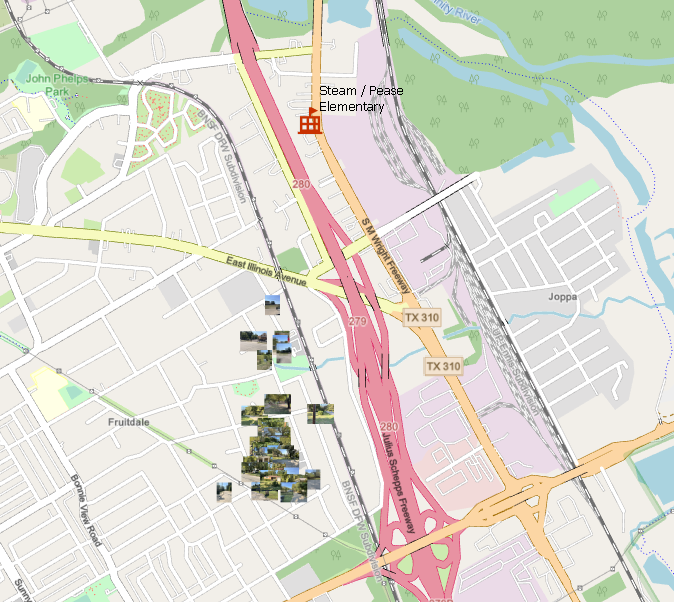 Trinity River
John Phelps
Park
Steam / Pease
Elementary
BNSF DFW Subdivision
280
S M Wright Freeway
East Illinois Avenue
Joppa
279
TX 310
TX 310
Fruitdale
280
Julius Schepps Freeway
Bonnie View Road
BNSF DFW Subdivision